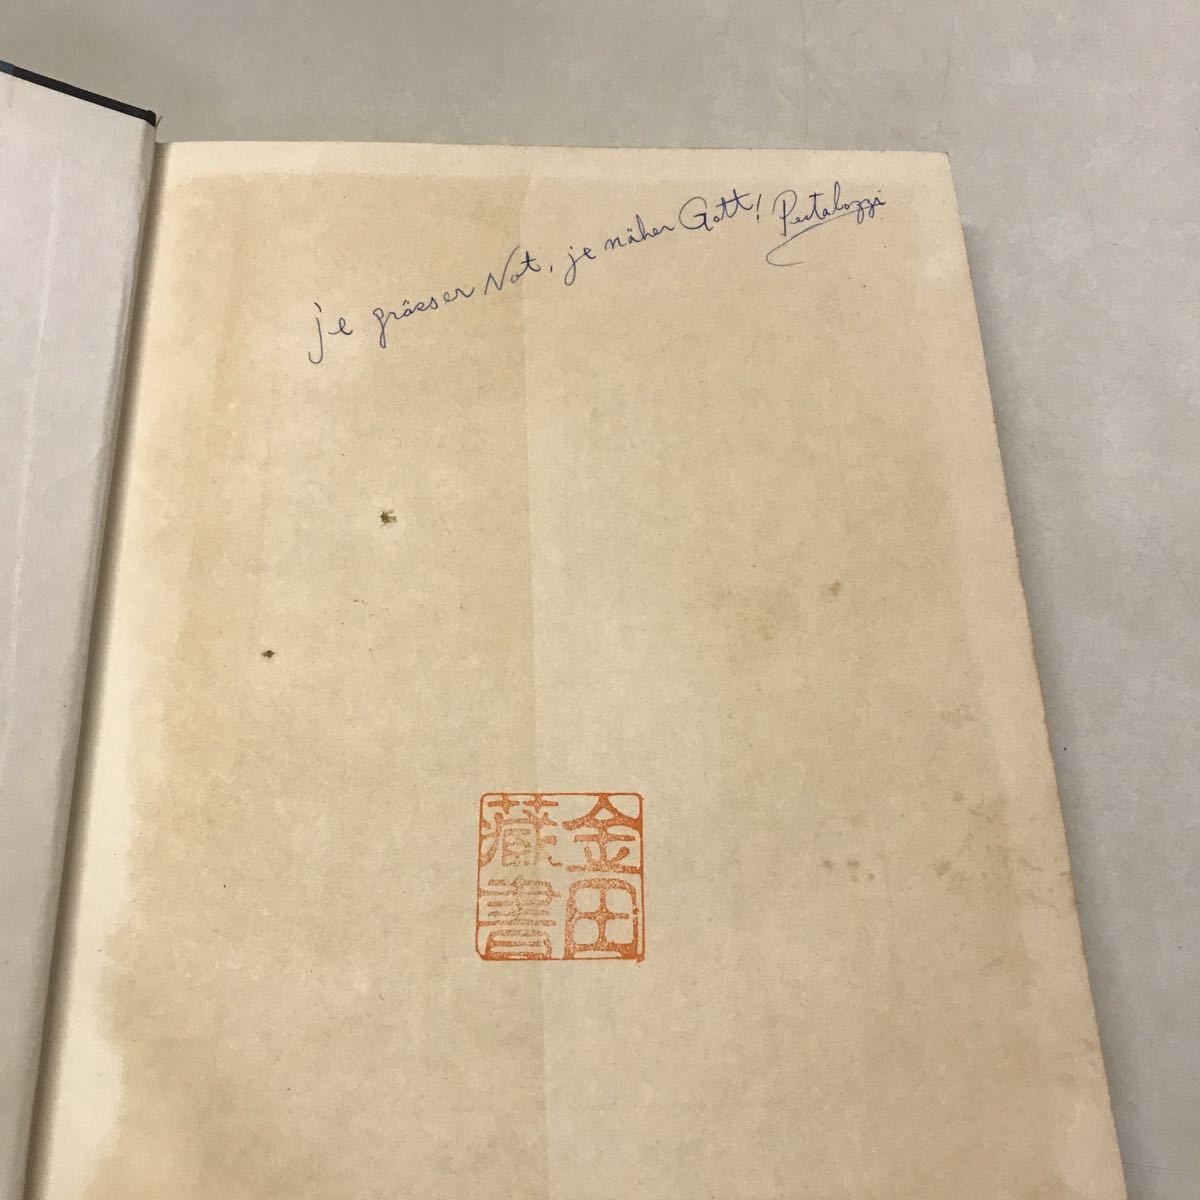 je grösser Not, je näher Gott! Pestalozzi
金田
藏書